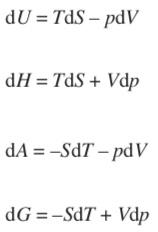 dU = TdS – pdV
dH = TdS + Vdp
dA = –SdT – pdV
dG = –SdT + Vdp